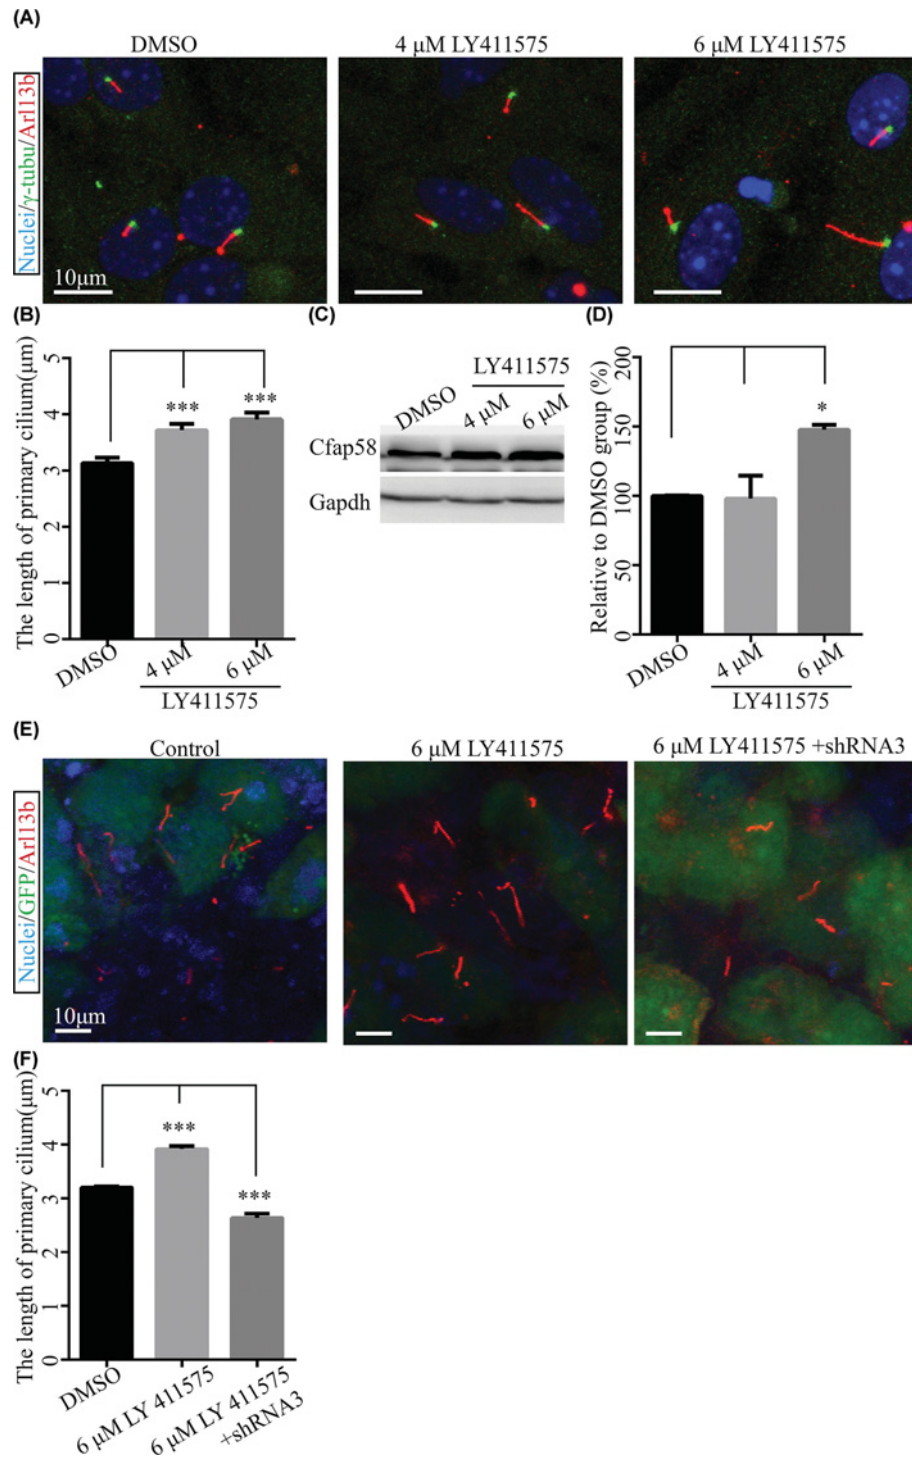 (A)
DMSO
4 μM LY411575
6 μM LY411575
Nuclei/γ-tubu/Arl13b
10μm
(B)
The length of primary cilium(μm)
5
4
3
2
1
0
***
***
DMSO
4 μM
6 μM
LY411575
(C)
LY411575
DMSO
4 μM
6 μM
Cfap58
Gapdh
(D)
Relative to DMSO group (%)
200
150
100
50
0
*
DMSO
4 μM
6 μM
LY411575
(E)
Control
6 μM LY411575
6 μM LY411575 +shRNA3
Nuclei/GFP/Arl13b
10μm
(F)
The length of primary cilium(μm)
5
4
3
2
1
0
***
***
DMSO
6 μM LY 411575
6 μM LY 411575
+shRNA3